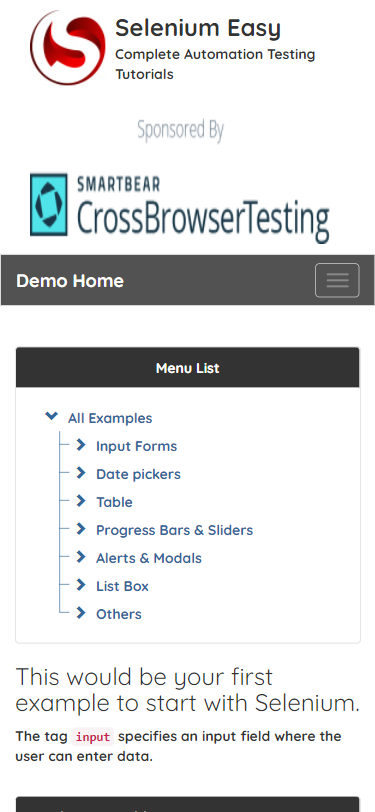 Selenium Easy
Complete Automation Testing
Tutorials
Sponsored By
SMARTBEAR
CrossBrowserTesting
Demo Home
Menu List
All Examples
Input Forms
Date pickers
Table
Progress Bars & Sliders
Alerts & Modals
List Box
Others
This would be your first
example to start with Selenium.
The tag input specifies an input field where the
user can enter data.